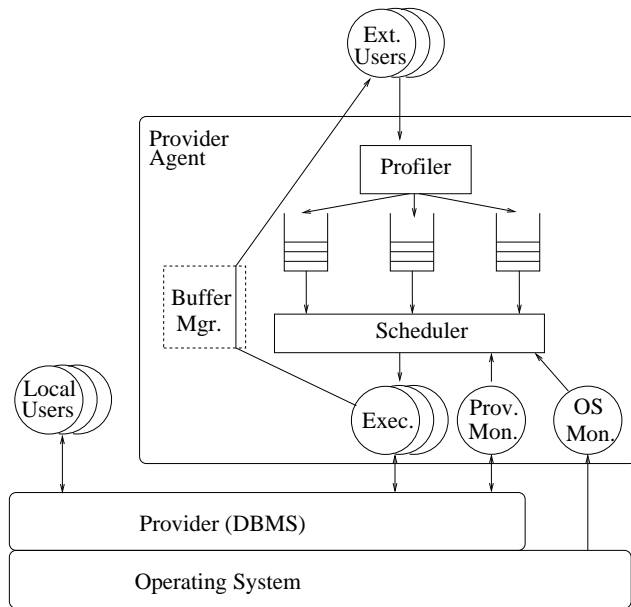 Ext.
Users
Provider
Agent
Profiler
Buffer
Mgr.
Scheduler
Local
Users
Exec.
Prov.
Mon.
OS
Mon.
Provider (DBMS)
Operating System